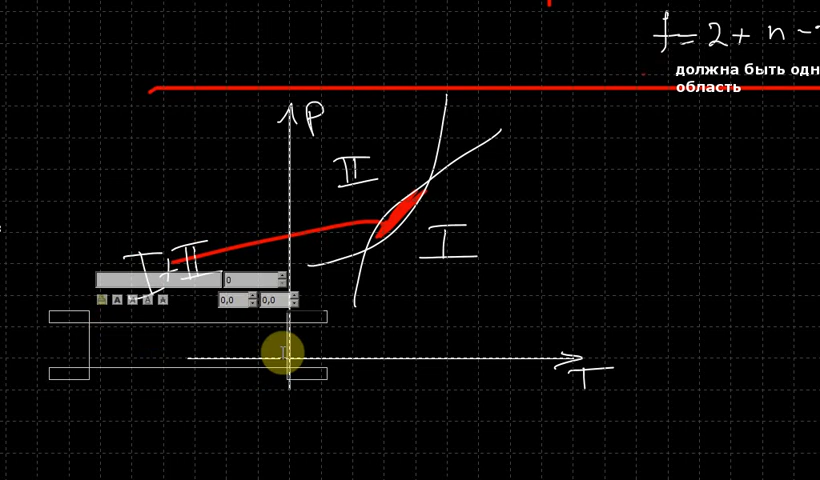 f = 2 + n -
должна быть одн
область
P
II
I
I+II
0
A A A A
0,0 0,0
T